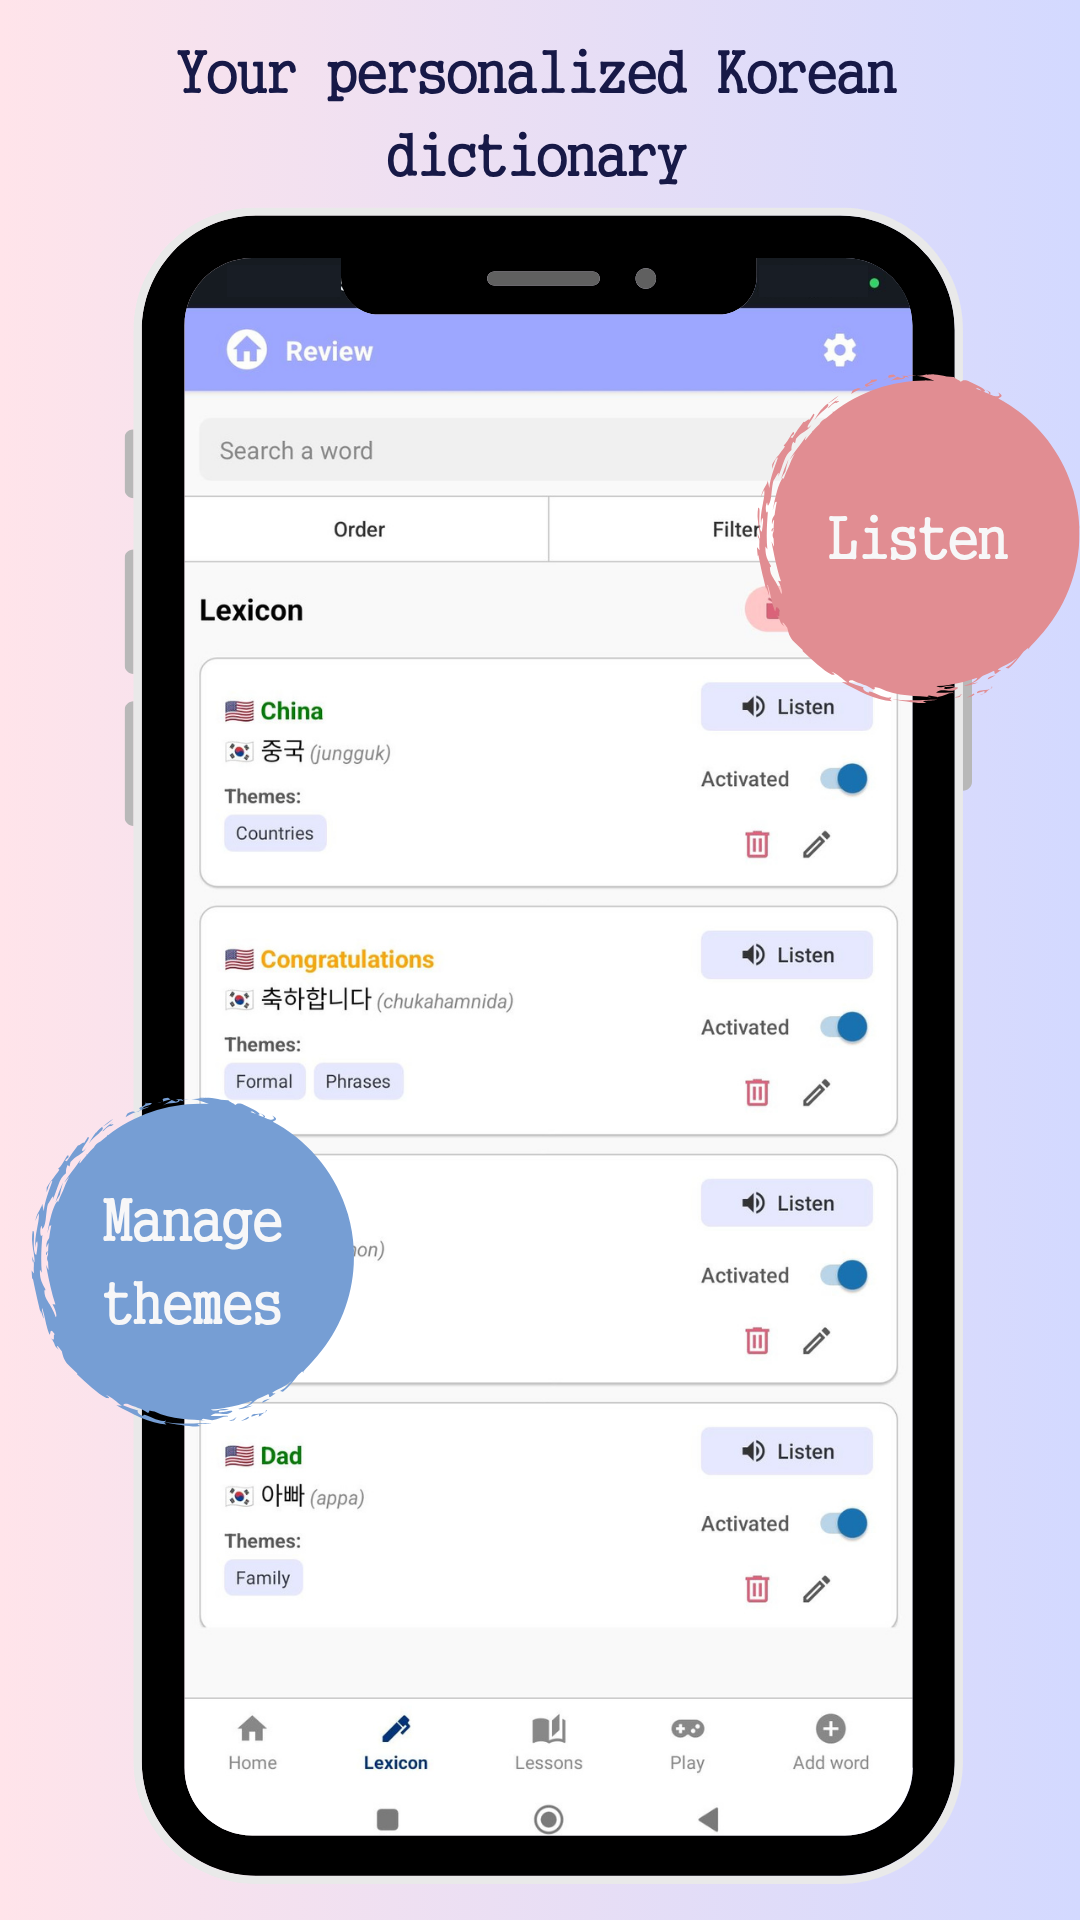 Your personalized Korean
dictionary
Review
Search a word
Order
Filter
Listen
Lexicon
China
중국 (jungguk)
Themes:
Countries
Listen
Activated
Congratulations
축하합니다 (chukahamnida)
Themes:
Formal Phrases
Listen
Activated
Manage
themes
Listen
Activated
Dad
아빠 (appa)
Themes:
Family
Listen
Activated
Home
Lexicon
Lessons
Play
Add word